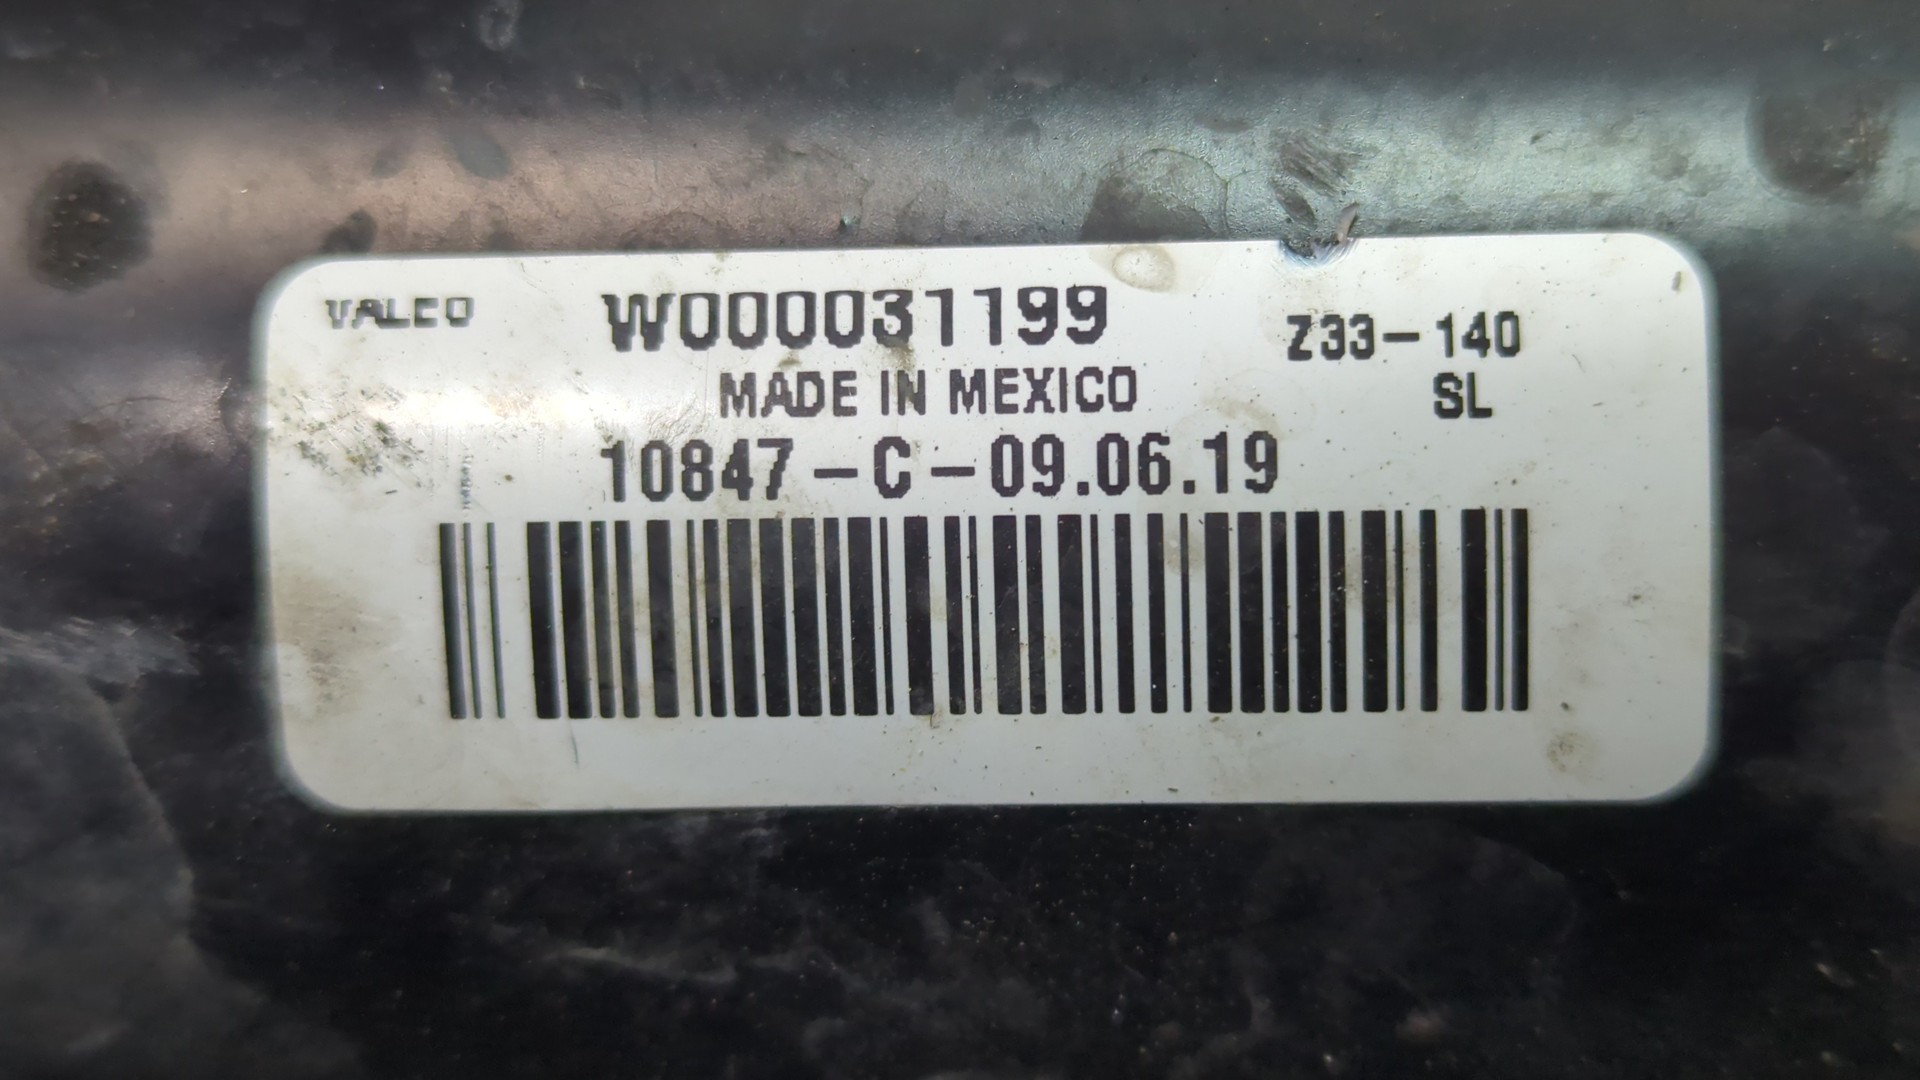 VALEO W000031199 Z33-140
MADE IN MEXICO SL
10847-C-09.06.19